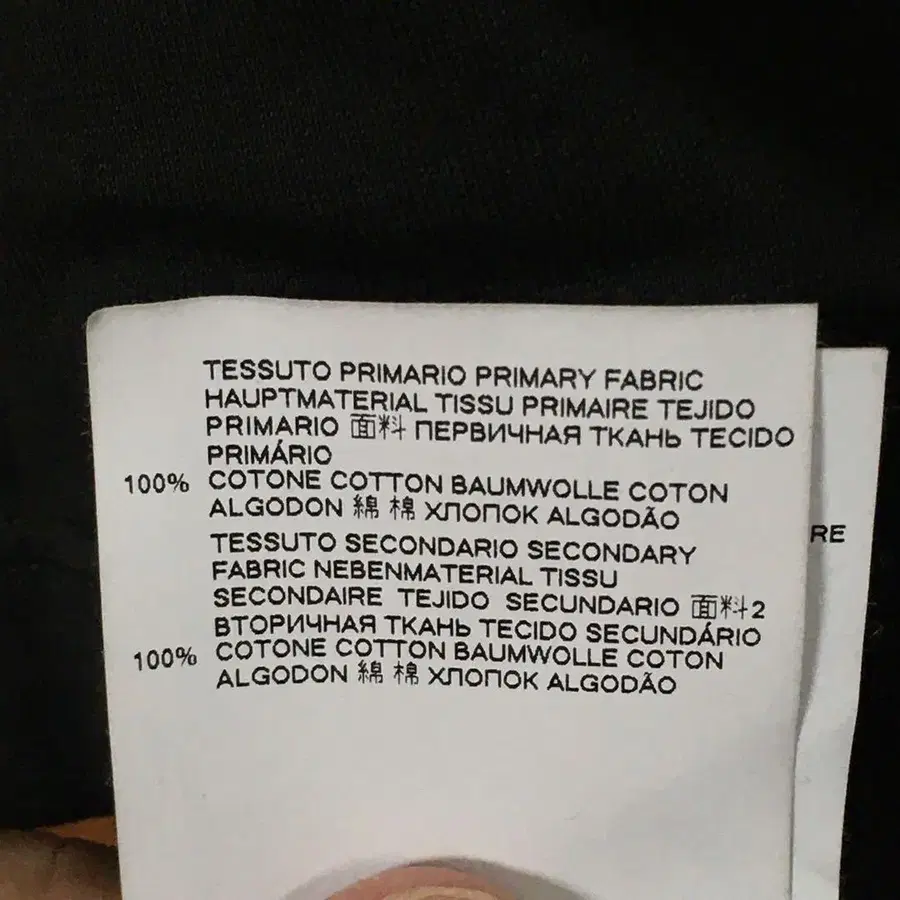 TESSUTO PRIMARIO PRIMARY FABRIC
HAUPTMATERIAL TISSU PRIMAIRE TEJIDO
PRIMARIO 面料 ПЕРВИЧНАЯ ТКАНЬ TECIDO
PRIMÁRIO
100% COTONE COTTON BAUMWOLLE COTON
ALGODON 綿 棉 ХЛОПОК ALGODÃO
TESSUTO SECONDARIO SECONDARY
FABRIC NEBENMATERIAL TISSU
SECONDAIRE TEJIDO SECUNDARIO 面料2
ВТОРИЧНАЯ ТКАНЬ TECIDO SECUNDÁRIO
100% COTONE COTTON BAUMWOLLE COTON
ALGODON 綿 棉 ХЛОПОК ALGODÃO
RE